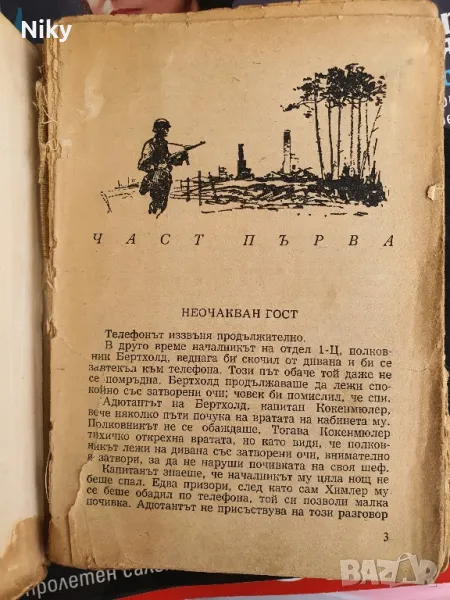 Niky
ЧАСТ ПЪРВА
НЕОЧАКВАН ГОСТ
Телефонът иззвъня продължително.
В друго време началникът на отдел 1-Ц, полков-
ник Бертхолд, веднага би скочил от дивана и би се
завтекъл към телефона. Този път обаче той даже не
се помръдна. Бертхолд продължаваше да лежи спо-
койно със затворени очи; човек би помислил, че спи.
Адютантът на Бертхолд, капитан Кокенмюлер,
вече няколко пъти почука на вратата на кабинета му.
Полковникът не се обаждаше. Тогава Кокенмюлер
тихичко открехна вратата, но като видя, че полков-
никът лежи на дивана със затворени очи, внимателно
я затвори, за да не наруши почивката на своя шеф.
Капитанът знаеше, че началникът му цяла нощ не
беше спал. Едва призори, след като сам Химлер му
се беше обадил по телефона, той си позволи малка
почивка. Адютантът не присъствува на този разговор
3
пролетен сал
bazar.bg